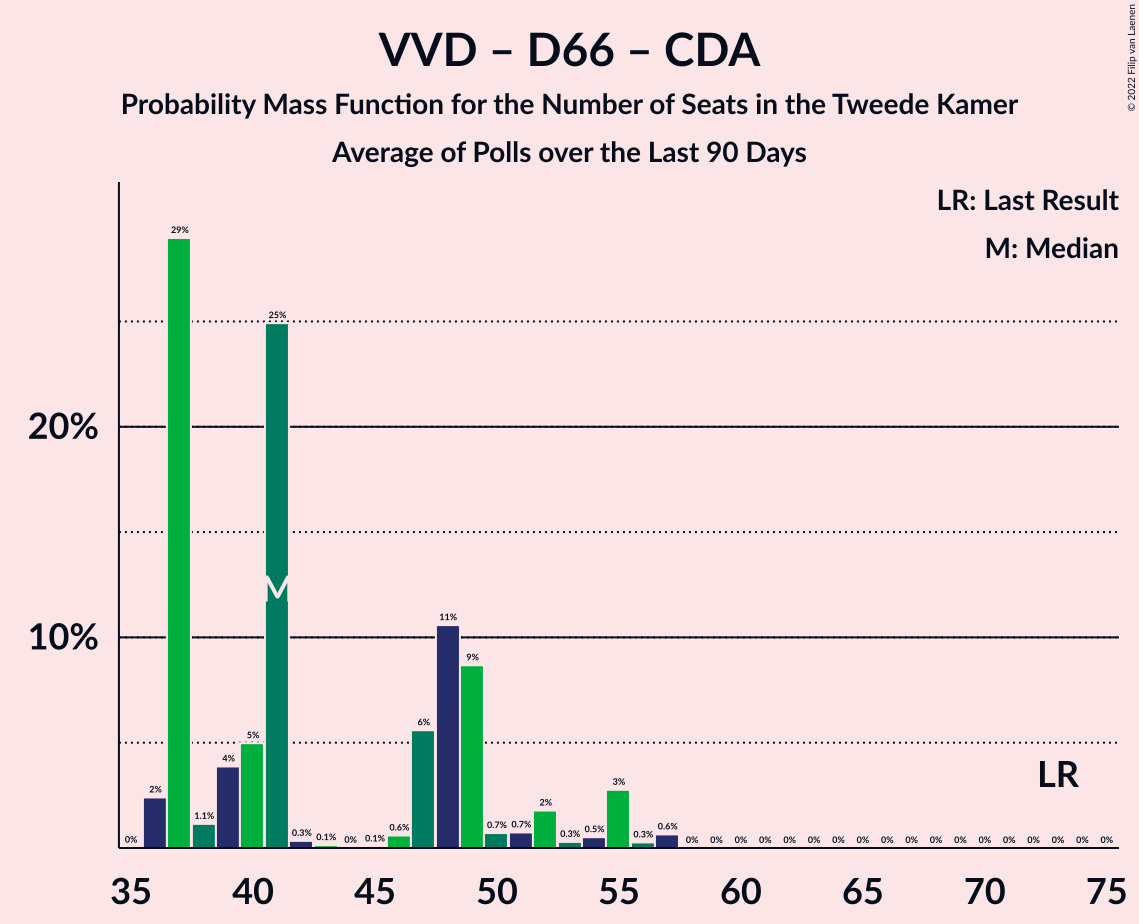 VVD – D66 – CDA
Probability Mass Function for the Number of Seats in the Tweede Kamer
Average of Polls over the Last 90 Days
© 2022 Filip van Laenen
LR: Last Result
M: Median
20%
10%
0% 2% 29% 1.1% 4% 5% 25% 0.3% 0.1% 0% 0.1% 0.6% 6% 11% 9% 0.7% 0.7% 2% 0.3% 0.5% 3% 0.3% 0.6% 0% 0% 0% 0% 0% 0% 0% 0% 0% 0% 0% 0% 0% 0% 0% 0% 0% 0%
M
LR
35 40 45 50 55 60 65 70 75